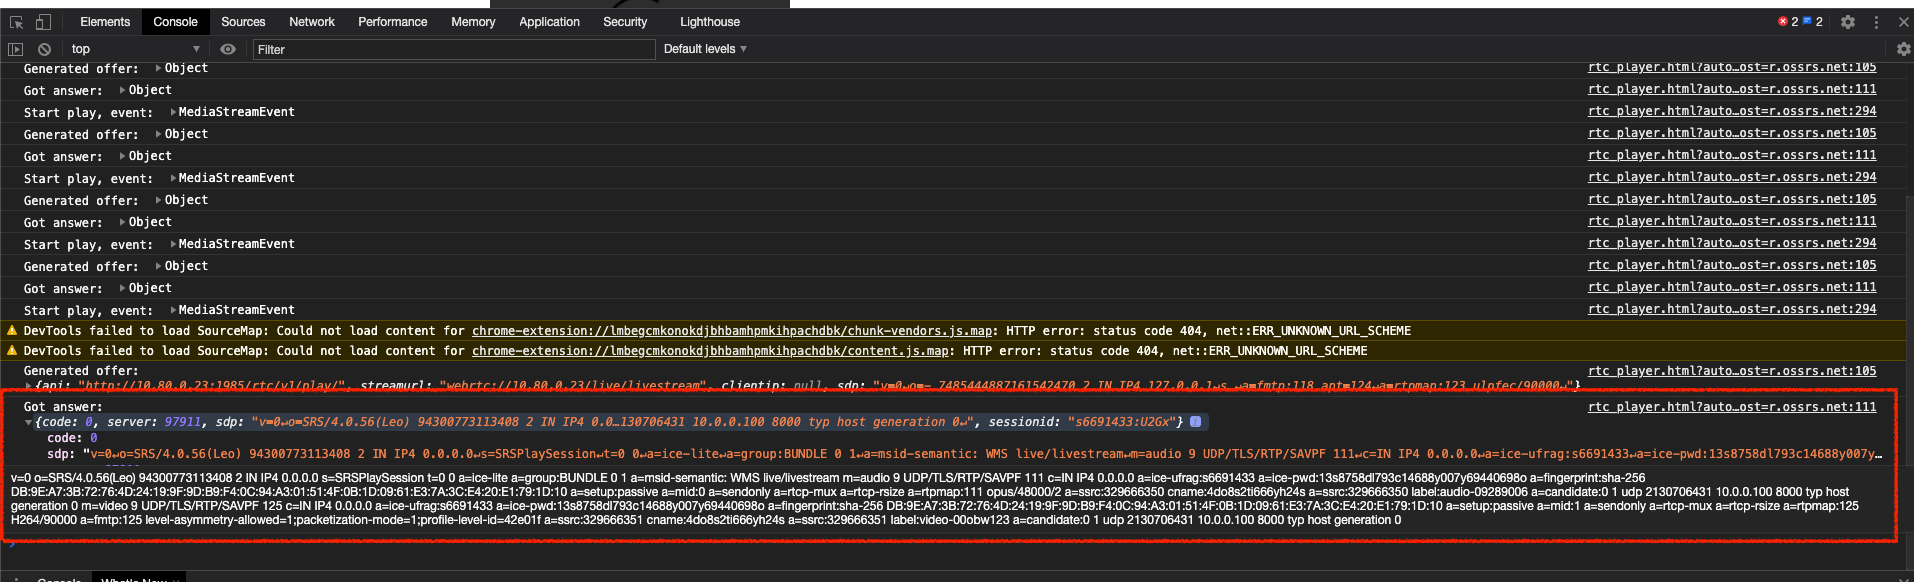 Elements Console Sources Network Performance Memory Application Security Lighthouse 2 2
top Filter Default levels
Generated offer: Object rtc_player.html?auto…ost=r.ossrs.net:105
Got answer: Object rtc_player.html?auto…ost=r.ossrs.net:111
Start play, event: MediaStreamEvent rtc_player.html?auto…ost=r.ossrs.net:294
Generated offer: Object rtc_player.html?auto…ost=r.ossrs.net:105
Got answer: Object rtc_player.html?auto…ost=r.ossrs.net:111
Start play, event: MediaStreamEvent rtc_player.html?auto…ost=r.ossrs.net:294
Generated offer: Object rtc_player.html?auto…ost=r.ossrs.net:105
Got answer: Object rtc_player.html?auto…ost=r.ossrs.net:111
Start play, event: MediaStreamEvent rtc_player.html?auto…ost=r.ossrs.net:294
Generated offer: Object rtc_player.html?auto…ost=r.ossrs.net:105
Got answer: Object rtc_player.html?auto…ost=r.ossrs.net:111
Start play, event: MediaStreamEvent rtc_player.html?auto…ost=r.ossrs.net:294
DevTools failed to load SourceMap: Could not load content for chrome-extension://lmbegcmkonokdjbhbamhpmkihpachdbk/chunk-vendors.js.map: HTTP error: status code 404, net::ERR_UNKNOWN_URL_SCHEME
DevTools failed to load SourceMap: Could not load content for chrome-extension://lmbegcmkonokdjbhbamhpmkihpachdbk/content.js.map: HTTP error: status code 404, net::ERR_UNKNOWN_URL_SCHEME
Generated offer: rtc_player.html?auto…ost=r.ossrs.net:105
{api: "http://10.80.0.23:1985/rtc/v1/play/", streamurl: "webrtc://10.80.0.23/live/livestream", clientip: null, sdp: "v=0↵o=- 7485444887161542470 2 IN IP4 127.0.0.1↵s…↵a=fmtp:118 apt=124↵a=rtpmap:123 ulpfec/90000↵"}
Got answer: rtc_player.html?auto…ost=r.ossrs.net:111
{code: 0, server: 97911, sdp: "v=0↵o=SRS/4.0.56(Leo) 94300773113408 2 IN IP4 0.0…130706431 10.0.0.100 8000 typ host generation 0↵", sessionid: "s6691433:U2Gx"}
code: 0
sdp: "v=0↵o=SRS/4.0.56(Leo) 94300773113408 2 IN IP4 0.0.0.0↵s=SRSPlaySession↵t=0 0↵a=ice-lite↵a=group:BUNDLE 0 1↵a=msid-semantic: WMS live/livestream↵m=audio 9 UDP/TLS/RTP/SAVPF 111↵c=IN IP4 0.0.0.0↵a=ice-ufrag:s6691433↵a=ice-pwd:13s8758dl793c14688y007y…
v=0 o=SRS/4.0.56(Leo) 94300773113408 2 IN IP4 0.0.0.0 s=SRSPlaySession t=0 0 a=ice-lite a=group:BUNDLE 0 1 a=msid-semantic: WMS live/livestream m=audio 9 UDP/TLS/RTP/SAVPF 111 c=IN IP4 0.0.0.0 a=ice-ufrag:s6691433 a=ice-pwd:13s8758dl793c14688y007y69440698o a=fingerprint:sha-256
DB:9E:A7:3B:72:76:4D:24:19:9F:9D:B9:F4:0C:94:A3:01:51:4F:0B:1D:09:61:E3:7A:3C:E4:20:E1:79:1D:10 a=setup:passive a=mid:0 a=sendonly a=rtcp-mux a=rtcp-rsize a=rtpmap:111 opus/48000/2 a=ssrc:329666350 cname:4do8s2ti666yh24s a=ssrc:329666350 label:audio-09289006 a=candidate:0 1 udp 2130706431 10.0.0.100 8000 typ host
generation 0 m=video 9 UDP/TLS/RTP/SAVPF 125 c=IN IP4 0.0.0.0 a=ice-ufrag:s6691433 a=ice-pwd:13s8758dl793c14688y007y69440698o a=fingerprint:sha-256 DB:9E:A7:3B:72:76:4D:24:19:9F:9D:B9:F4:0C:94:A3:01:51:4F:0B:1D:09:61:E3:7A:3C:E4:20:E1:79:1D:10 a=setup:passive a=mid:1 a=sendonly a=rtcp-mux a=rtcp-rsize a=rtpmap:125
H264/90000 a=fmtp:125 level-asymmetry-allowed=1;packetization-mode=1;profile-level-id=42e01f a=ssrc:329666351 cname:4do8s2ti666yh24s a=ssrc:329666351 label:video-00obw123 a=candidate:0 1 udp 2130706431 10.0.0.100 8000 typ host generation 0
Console What's New